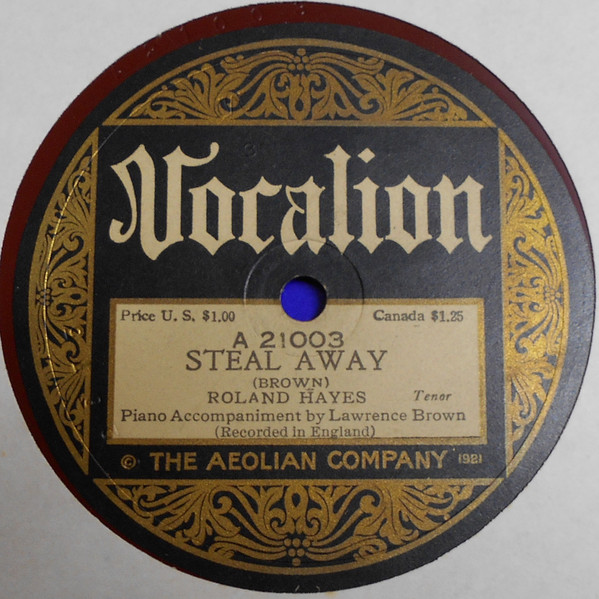 Vocalion
Price U. S. $1.00 Canada $1.25
A 21003
STEAL AWAY
(BROWN)
ROLAND HAYES Tenor
Piano Accompaniment by Lawrence Brown
(Recorded in England)
© THE AEOLIAN COMPANY 1921